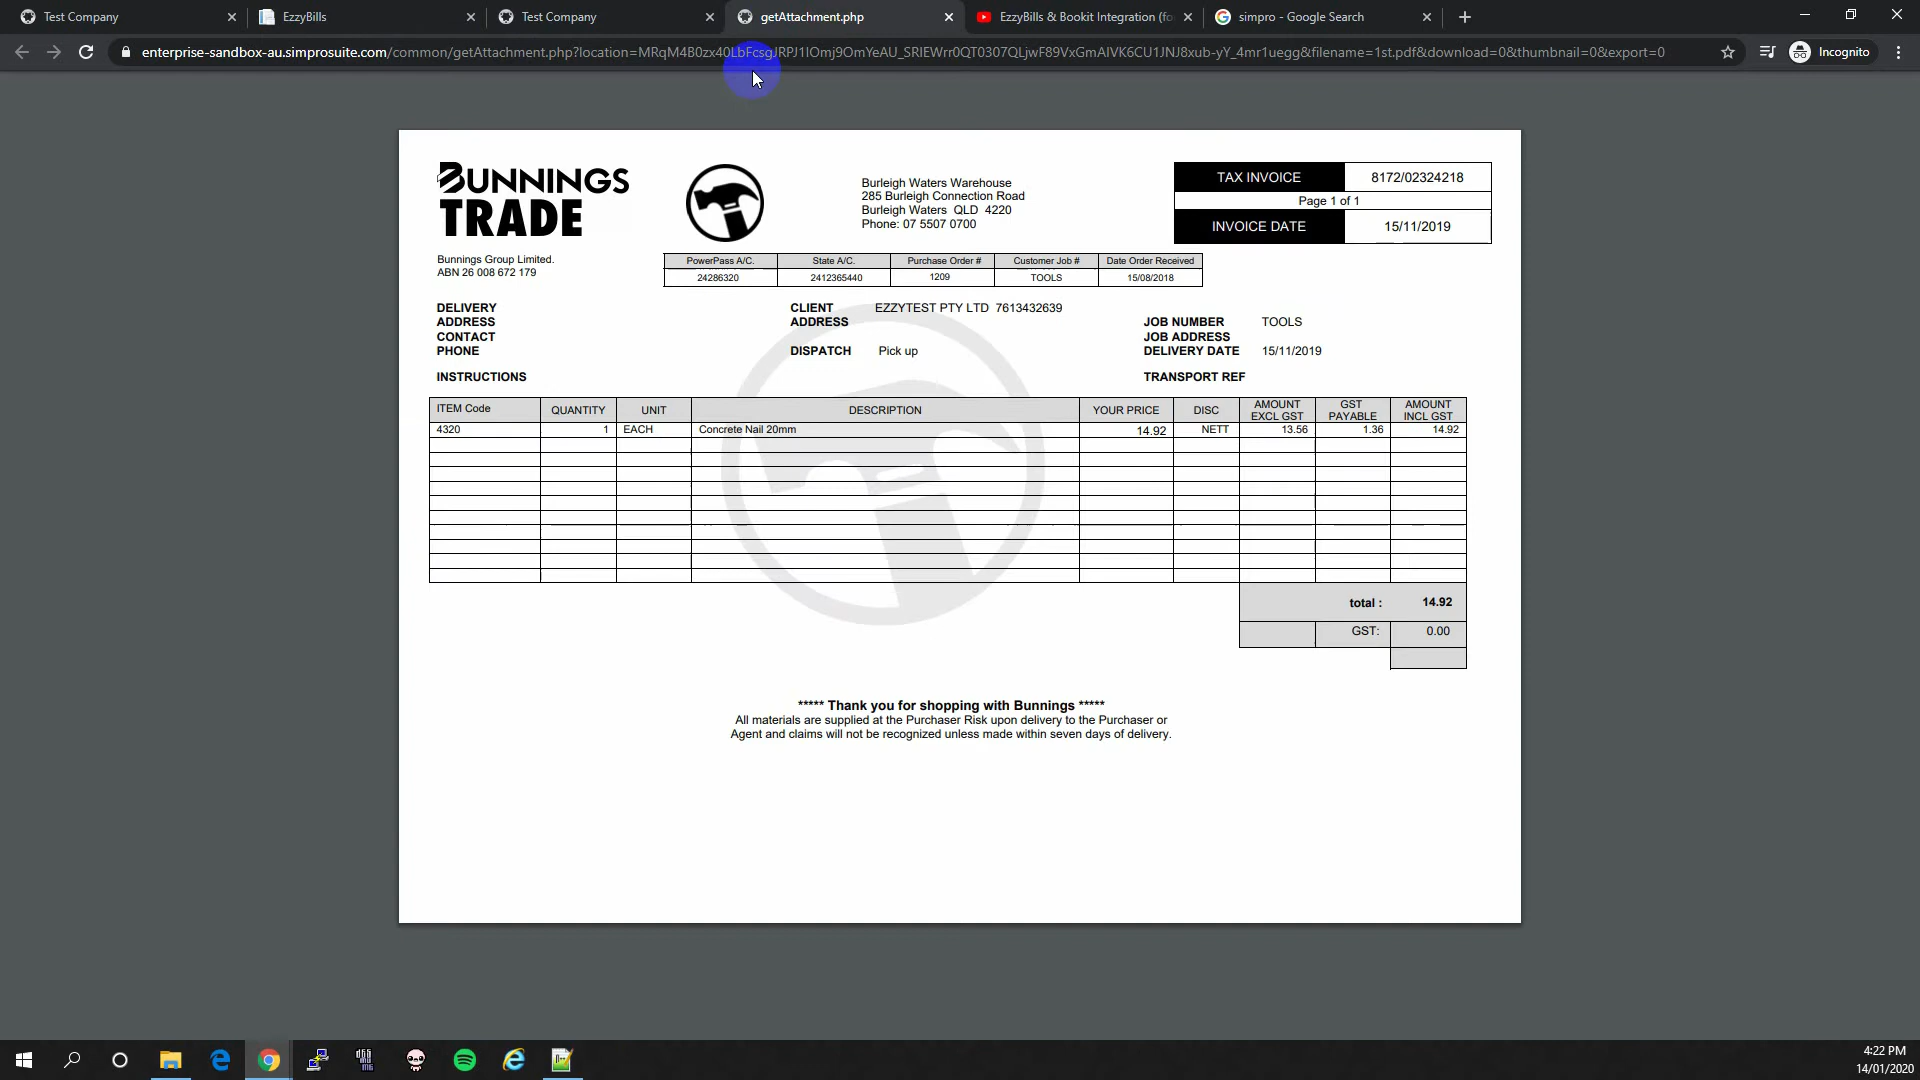 Test Company
EzzyBills
Test Company
getAttachment.php
EzzyBills & Bookit Integration (fo
simpro - Google Search
enterprise-sandbox-au.simprosuite.com/common/getAttachment.php?location=MRqM4B0zx40LbFcsgJRPJ1IOmj9OmYeAU_SRIEWrr0QT0307QLjwF89VxGmAIVK6CU1JNJ8xub-yY_4mr1uegg&filename=1st.pdf&download=0&thumbnail=0&export=0
Incognito
BUNNINGS
TRADE
Bunnings Group Limited.
ABN 26 008 672 179
Burleigh Waters Warehouse
285 Burleigh Connection Road
Burleigh Waters QLD 4220
Phone: 07 5507 0700
TAX INVOICE 8172/02324218
Page 1 of 1
INVOICE DATE 15/11/2019
PowerPass A/C. State A/C. Purchase Order # Customer Job # Date Order Received
24286320 2412365440 1209 TOOLS 15/08/2018
DELIVERY
ADDRESS
CONTACT
PHONE
INSTRUCTIONS
CLIENT EZZYTEST PTY LTD 7613432639
ADDRESS
DISPATCH Pick up
JOB NUMBER TOOLS
JOB ADDRESS
DELIVERY DATE 15/11/2019
TRANSPORT REF
ITEM Code QUANTITY UNIT DESCRIPTION YOUR PRICE DISC AMOUNT EXCL GST GST PAYABLE AMOUNT INCL GST
4320 1 EACH Concrete Nail 20mm 14.92 NETT 13.56 1.36 14.92
total : 14.92
GST: 0.00
***** Thank you for shopping with Bunnings *****
All materials are supplied at the Purchaser Risk upon delivery to the Purchaser or
Agent and claims will not be recognized unless made within seven days of delivery.
4:22 PM
14/01/2020